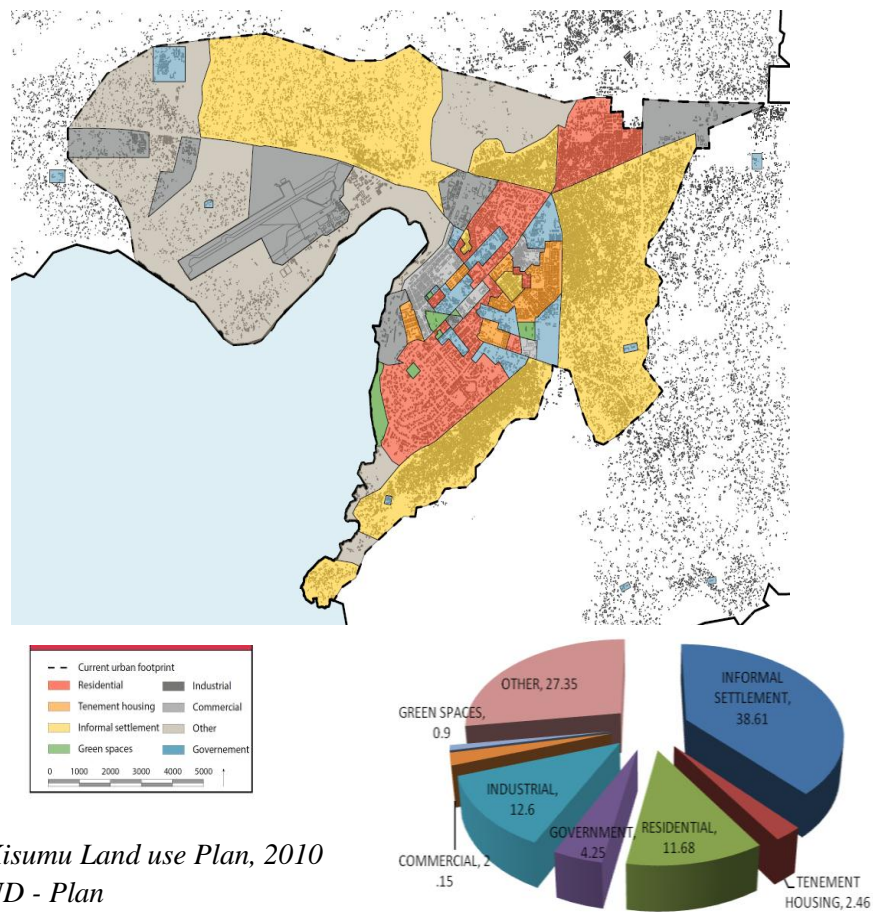 Current urban footprint
Residential
Industrial
Tenement housing
Commercial
Informal settlement
Other
Green spaces
Governement
0 1000 2000 3000 4000 5000
OTHER, 27.35
INFORMAL
SETTLEMENT,
38.61
GREEN SPACES,
0.9
INDUSTRIAL,
12.6
GOVERNMENT,
4.25
RESIDENTIAL,
11.68
COMMERCIAL, 2
.15
TENEMENT
HOUSING, 2.46
isumu Land use Plan, 2010
D - Plan